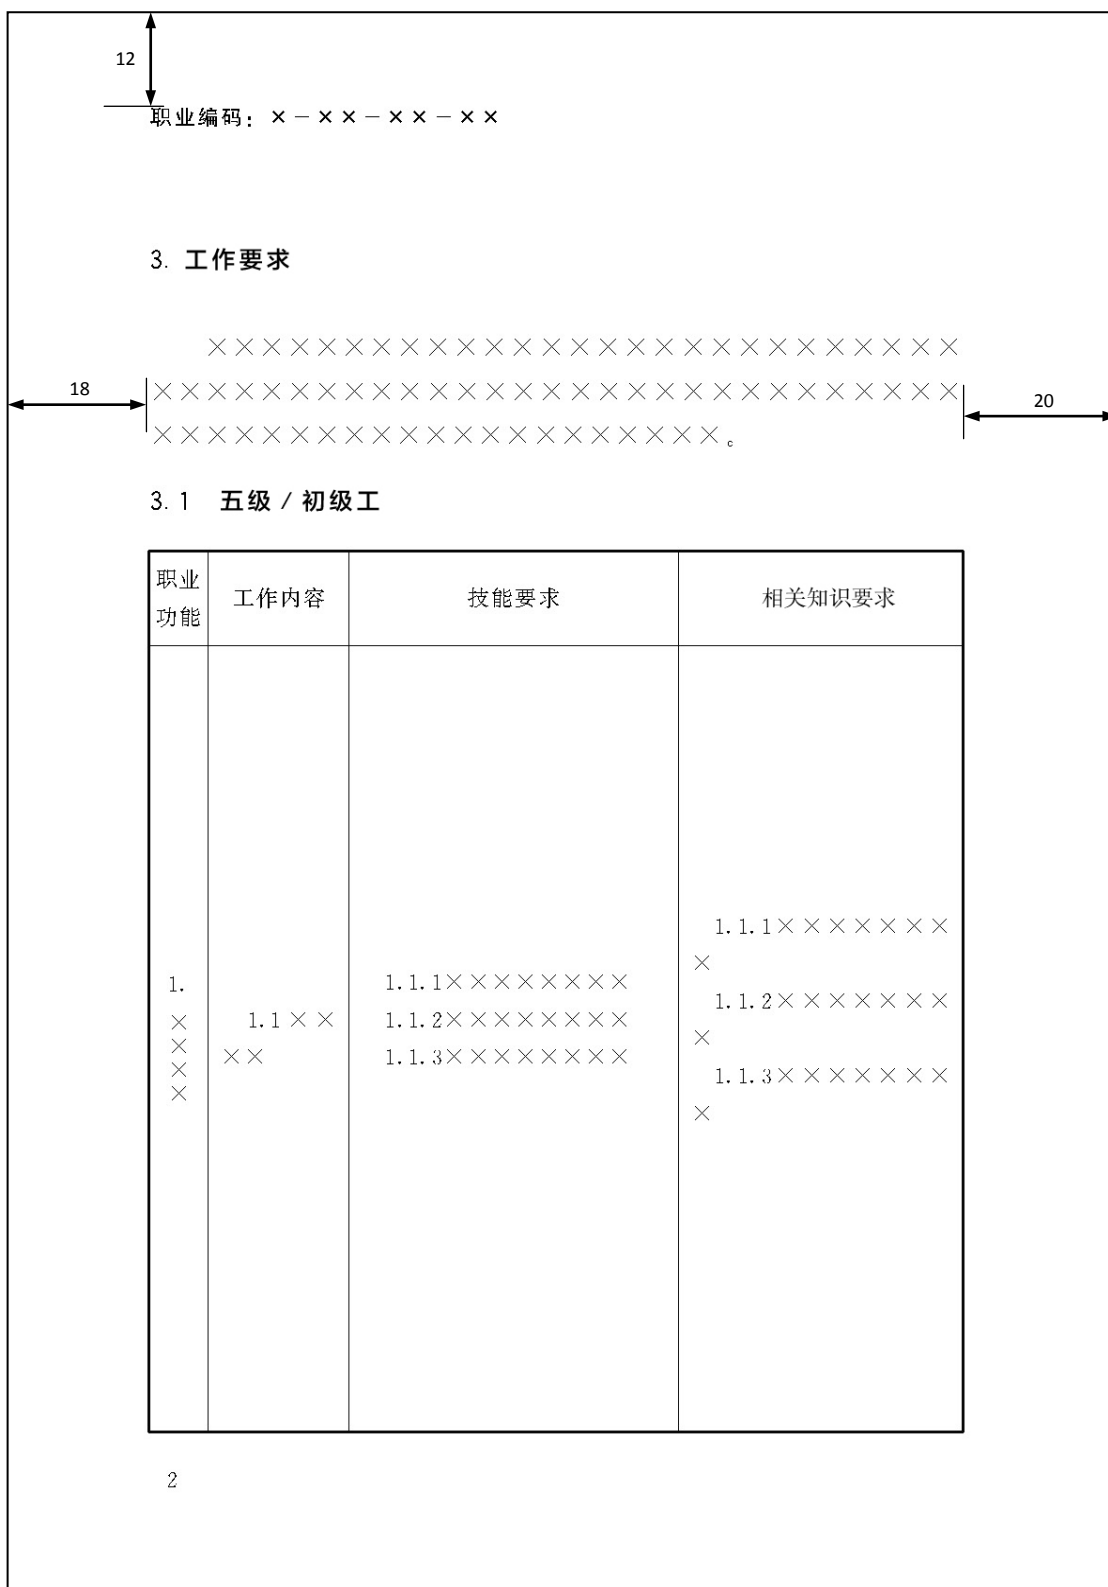 12
职业编码：×－××－××－××
3. 工作要求
×××××××××××××××××××××××××××
18
×××××××××××××××××××××××××××××
20
×××××××××××××××××××××。
3.1 五级/初级工
职业
功能
工作内容
技能要求
相关知识要求
1.
×
×
×
×
1.1××
××
1.1.1××××××××
1.1.2××××××××
1.1.3××××××××
1.1.1×××××××
×
1.1.2×××××××
×
1.1.3×××××××
×
2